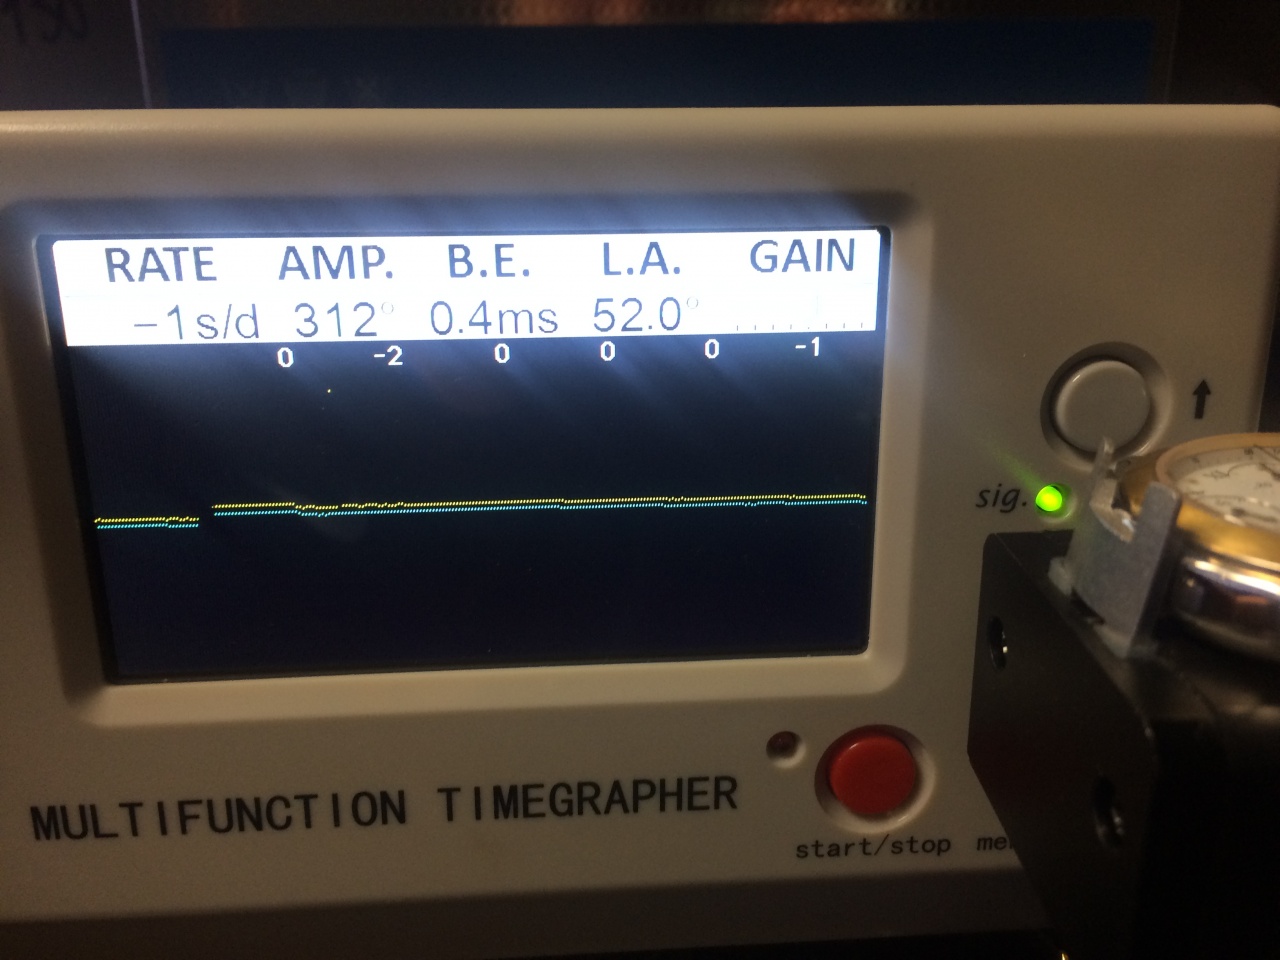 RATE AMP. B.E. L.A. GAIN
−1s/d 312° 0.4ms 52.0°
0 -2 0 0 0 -1
sig.
MULTIFUNCTION TIMEGRAPHER
start/stop